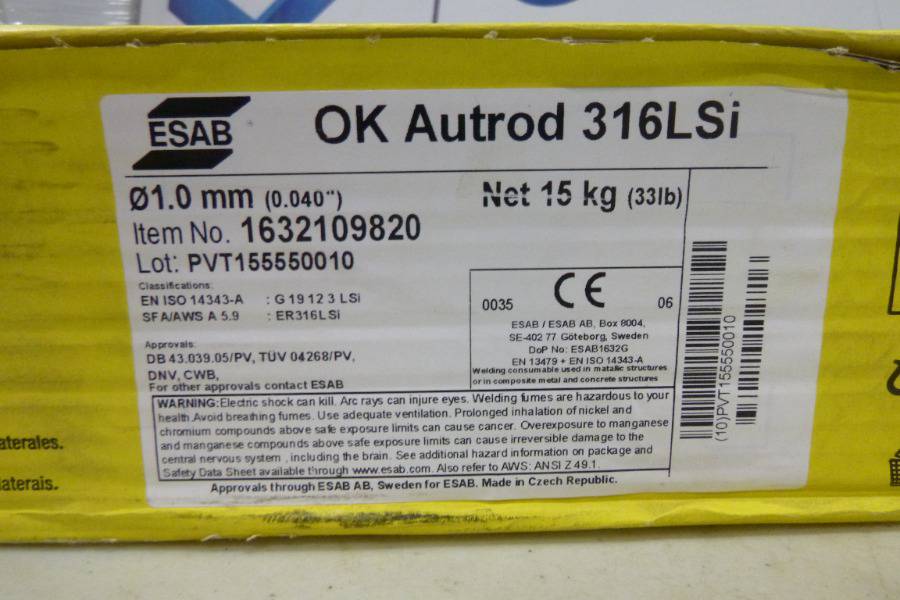 ESAB
OK Autrod 316LSi
Ø1.0 mm (0.040")
Net 15 kg (33lb)
Item No. 1632109820
Lot: PVT155550010
Classifications:
EN ISO 14343-A : G 19 12 3 LSi
SFA/AWS A 5.9 : ER316LSi
Approvals:
DB 43.039.05/PV, TÜV 04268/PV,
DNV, CWB,
For other approvals contact ESAB
0035 CE 06
ESAB / ESAB AB, Box 8004,
SE-402 77 Göteborg, Sweden
DoP No: ESAB1632G
EN 13479 + EN ISO 14343-A
Welding consumable used in matallic structures
or in composite metal and concrete structures
(10)PVT155550010
WARNING:Electric shock can kill. Arc rays can injure eyes. Welding fumes are hazardous to your
health.Avoid breathing fumes. Use adequate ventilation. Prolonged inhalation of nickel and
chromium compounds above safe exposure limits can cause cancer. Overexposure to manganese
and manganese compounds above safe exposure limits can cause irreversible damage to the
central nervous system , including the brain. See additional hazard information on package and
Safety Data Sheet available through www.esab.com. Also refer to AWS: ANSI Z 49.1.
Approvals through ESAB AB, Sweden for ESAB. Made in Czech Republic.
aterales.
aterais.